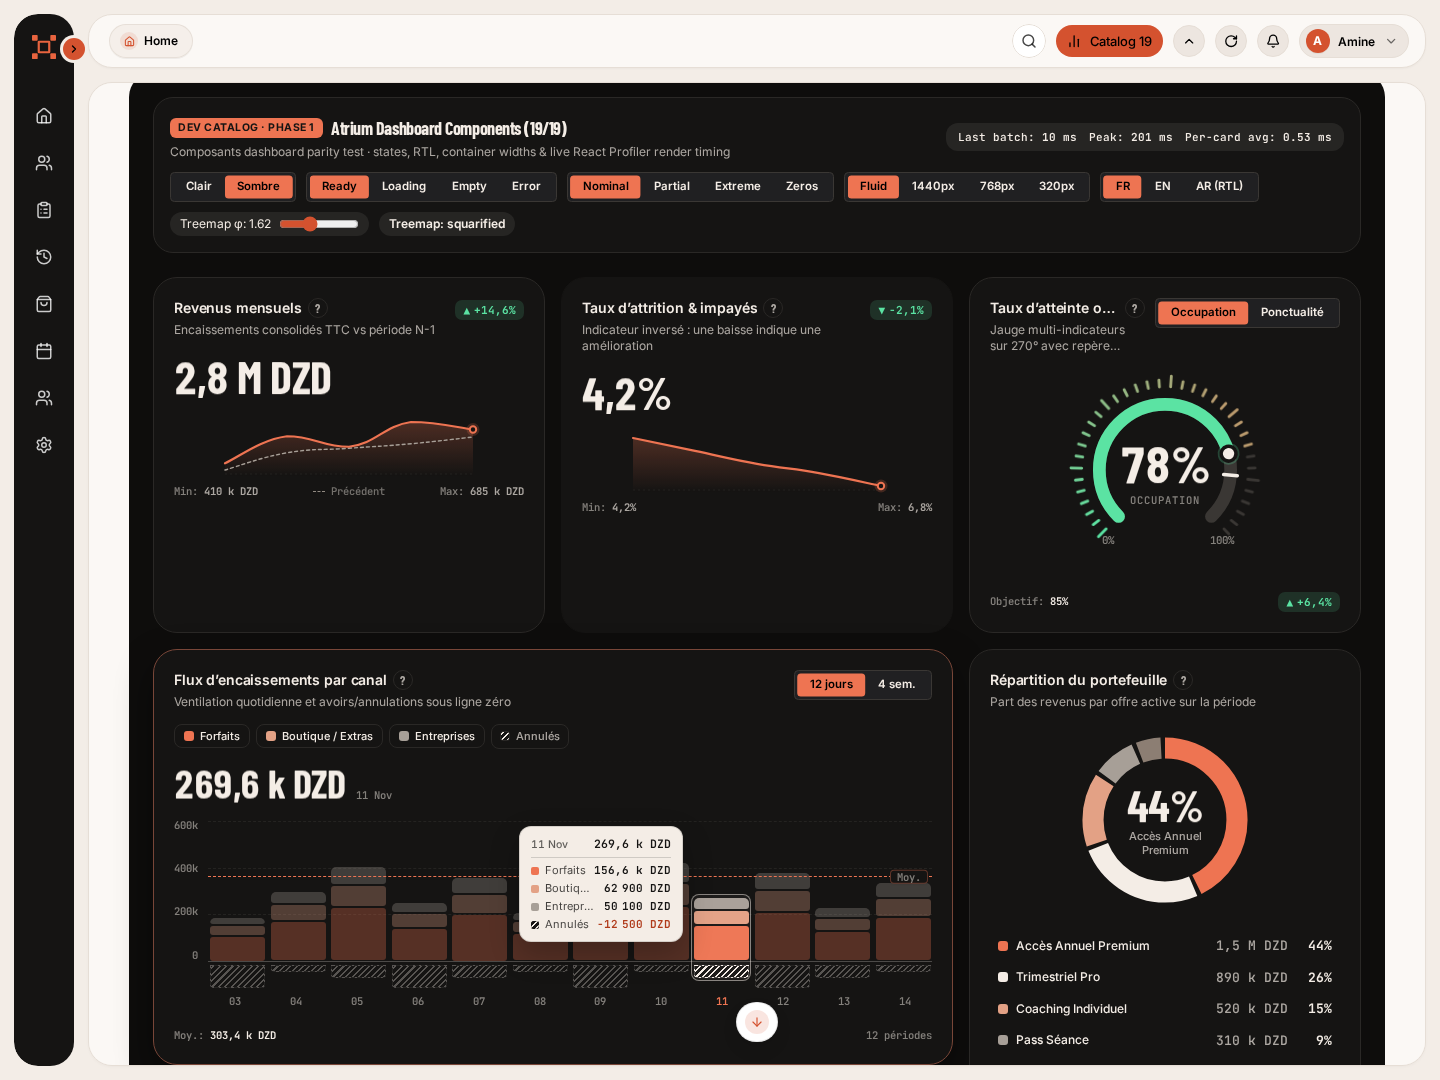 Home
Catalog 19
A
Amine
DEV CATALOG · PHASE 1 Atrium Dashboard Components (19/19)
Composants dashboard parity test · states, RTL, container widths & live React Profiler render timing
Last batch: 10 ms Peak: 201 ms Per-card avg: 0.53 ms
Clair Sombre Ready Loading Empty Error Nominal Partial Extreme Zeros Fluid 1440px 768px 320px FR EN AR (RTL)
Treemap φ: 1.62 Treemap: squarified
Revenus mensuels ?
▲ +14,6%
Encaissements consolidés TTC vs période N-1
2,8 M DZD
Min: 410 k DZD --- Précédent Max: 685 k DZD
Taux d’attrition & impayés ?
▼ -2,1%
Indicateur inversé : une baisse indique une
amélioration
4,2%
Min: 4,2% Max: 6,8%
Taux d’atteinte o... ?
Occupation Ponctualité
Jauge multi-indicateurs
sur 270° avec repère...
78%
OCCUPATION
0% 100%
Objectif: 85% ▲ +6,4%
Flux d’encaissements par canal ?
12 jours 4 sem.
Ventilation quotidienne et avoirs/annulations sous ligne zéro
Forfaits Boutique / Extras Entreprises Annulés
269,6 k DZD 11 Nov
600k
400k
200k
0
Moy.
11 Nov 269,6 k DZD
Forfaits 156,6 k DZD
Boutiq... 62 900 DZD
Entrepr... 50 100 DZD
Annulés -12 500 DZD
03 04 05 06 07 08 09 10 11 12 13 14
Moy.: 303,4 k DZD 12 périodes
Répartition du portefeuille ?
Part des revenus par offre active sur la période
44%
Accès Annuel
Premium
Accès Annuel Premium 1,5 M DZD 44%
Trimestriel Pro 890 k DZD 26%
Coaching Individuel 520 k DZD 15%
Pass Séance 310 k DZD 9%